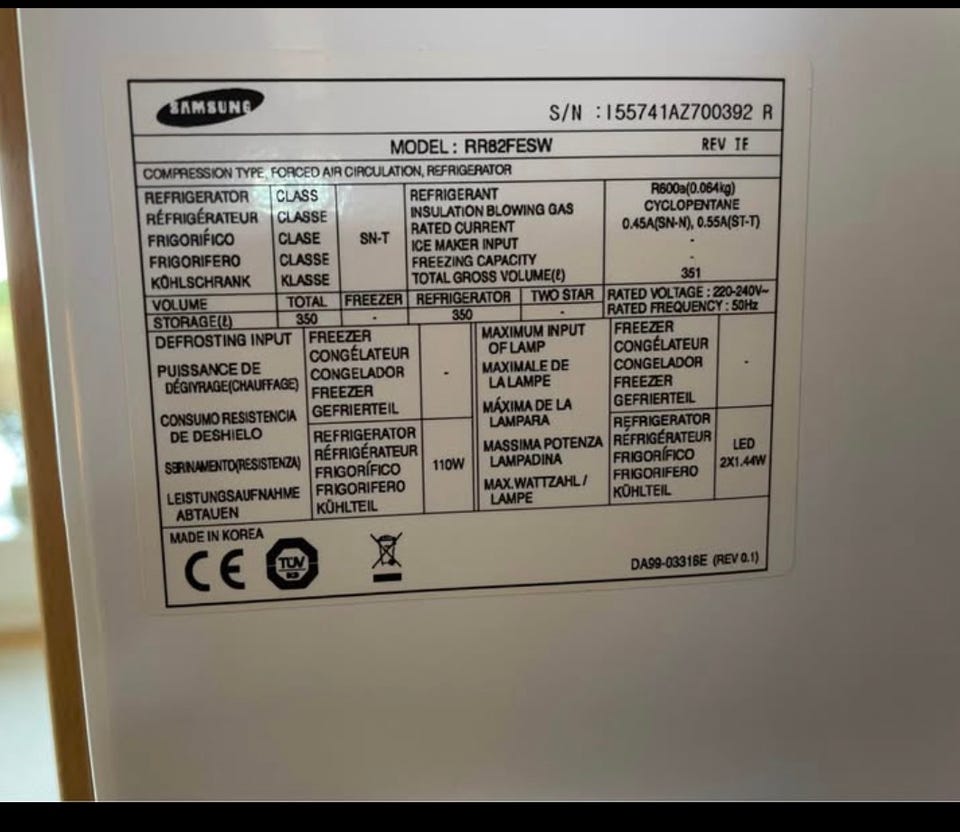 SAMSUNG
S/N :I55741AZ700392 R
MODEL : RR82FESW REV TE
COMPRESSION TYPE, FORCED AIR CIRCULATION, REFRIGERATOR
REFRIGERATOR CLASS REFRIGERANT R600a(0.064kg)
RÉFRIGÉRATEUR CLASSE INSULATION BLOWING GAS CYCLOPENTANE
FRIGORIFICO CLASE SN-T RATED CURRENT 0.45A(SN-N), 0.55A(ST-T)
ICE MAKER INPUT -
FRIGORIFERO CLASSE FREEZING CAPACITY -
KÜHLSCHRANK KLASSE TOTAL GROSS VOLUME(ℓ) 351
VOLUME TOTAL FREEZER REFRIGERATOR TWO STAR RATED VOLTAGE : 220-240V~
STORAGE(ℓ) 350 - 350 - RATED FREQUENCY : 50Hz
DEFROSTING INPUT
PUISSANCE DE
DÉGIVRAGE(CHAUFFAGE)
CONSUMO RESISTENCIA
DE DESHIELO
SBRINAMENTO(RESISTENZA)
LEISTUNGSAUFNAHME
ABTAUEN
FREEZER
CONGÉLATEUR
CONGELADOR -
FREEZER
GEFRIERTEIL
REFRIGERATOR
RÉFRIGÉRATEUR
FRIGORÍFICO 110W
FRIGORIFERO
KÜHLTEIL
MAXIMUM INPUT
OF LAMP
MAXIMALE DE
LA LAMPE
MÁXIMA DE LA
LAMPARA
MASSIMA POTENZA
LAMPADINA
MAX.WATTZAHL /
LAMPE
FREEZER
CONGÉLATEUR
CONGELADOR -
FREEZER
GEFRIERTEIL
REFRIGERATOR
RÉFRIGÉRATEUR LED
FRIGORÍFICO 2X1.44W
FRIGORIFERO
KÜHLTEIL
MADE IN KOREA
CE TÜV
DA99-03316E (REV 0.1)